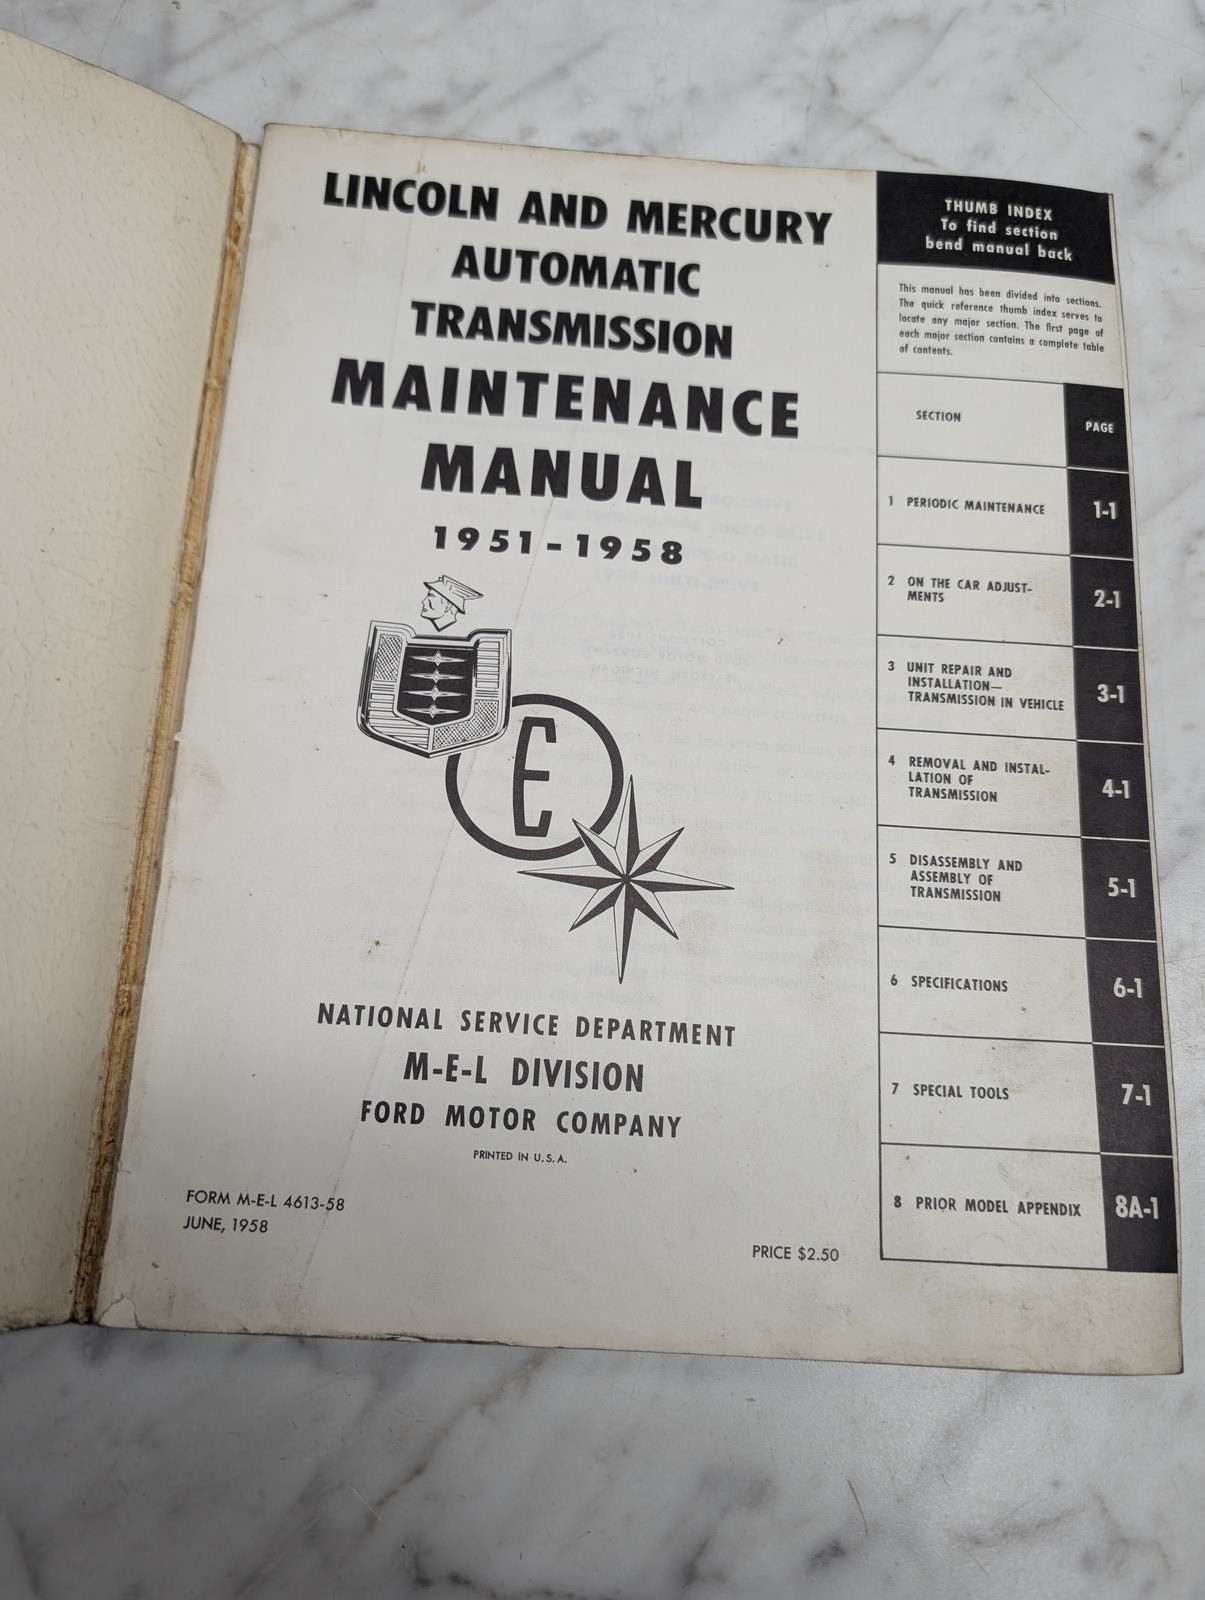 LINCOLN AND MERCURY
AUTOMATIC
TRANSMISSION
MAINTENANCE
MANUAL
1951-1958
E
NATIONAL SERVICE DEPARTMENT
M-E-L DIVISION
FORD MOTOR COMPANY
PRINTED IN U.S.A.
FORM M-E-L 4613-58
JUNE, 1958
PRICE $2.50
THUMB INDEX
To find section
bend manual back
This manual has been divided into sections.
The quick reference thumb index serves to
locate any major section. The first page of
each major section contains a complete table
of contents.
SECTION PAGE
1 PERIODIC MAINTENANCE 1-1
2 ON THE CAR ADJUST-
MENTS 2-1
3 UNIT REPAIR AND
INSTALLATION—
TRANSMISSION IN VEHICLE 3-1
4 REMOVAL AND INSTAL-
LATION OF
TRANSMISSION 4-1
5 DISASSEMBLY AND
ASSEMBLY OF
TRANSMISSION 5-1
6 SPECIFICATIONS 6-1
7 SPECIAL TOOLS 7-1
8 PRIOR MODEL APPENDIX 8A-1